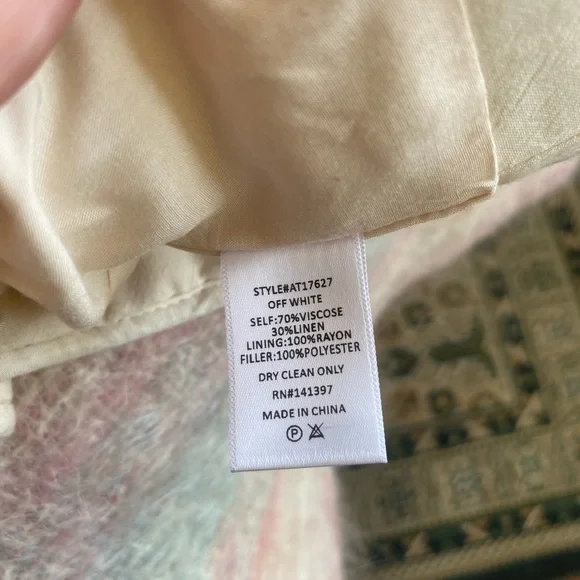 STYLE#AT17627
OFF WHITE
SELF:70%VISCOSE
30%LINEN
LINING:100%RAYON
FILLER:100%POLYESTER
DRY CLEAN ONLY
RN#141397
MADE IN CHINA
P